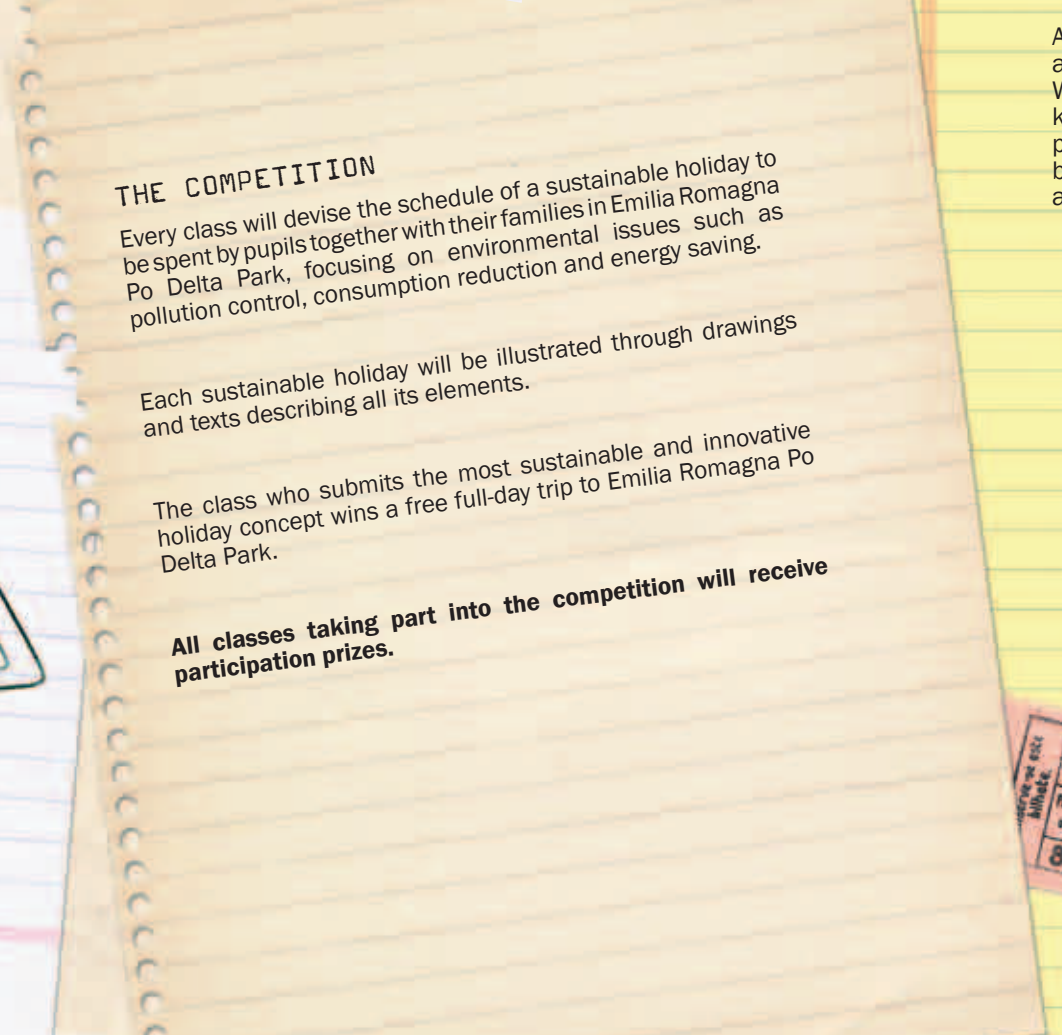 THE COMPETITION
Every class will devise the schedule of a sustainable holiday to
be spent by pupils together with their families in Emilia Romagna
Po Delta Park, focusing on environmental issues such as
pollution control, consumption reduction and energy saving.
Each sustainable holiday will be illustrated through drawings
and texts describing all its elements.
The class who submits the most sustainable and innovative
holiday concept wins a free full-day trip to Emilia Romagna Po
Delta Park.
All classes taking part into the competition will receive
participation prizes.
bilhete.
8